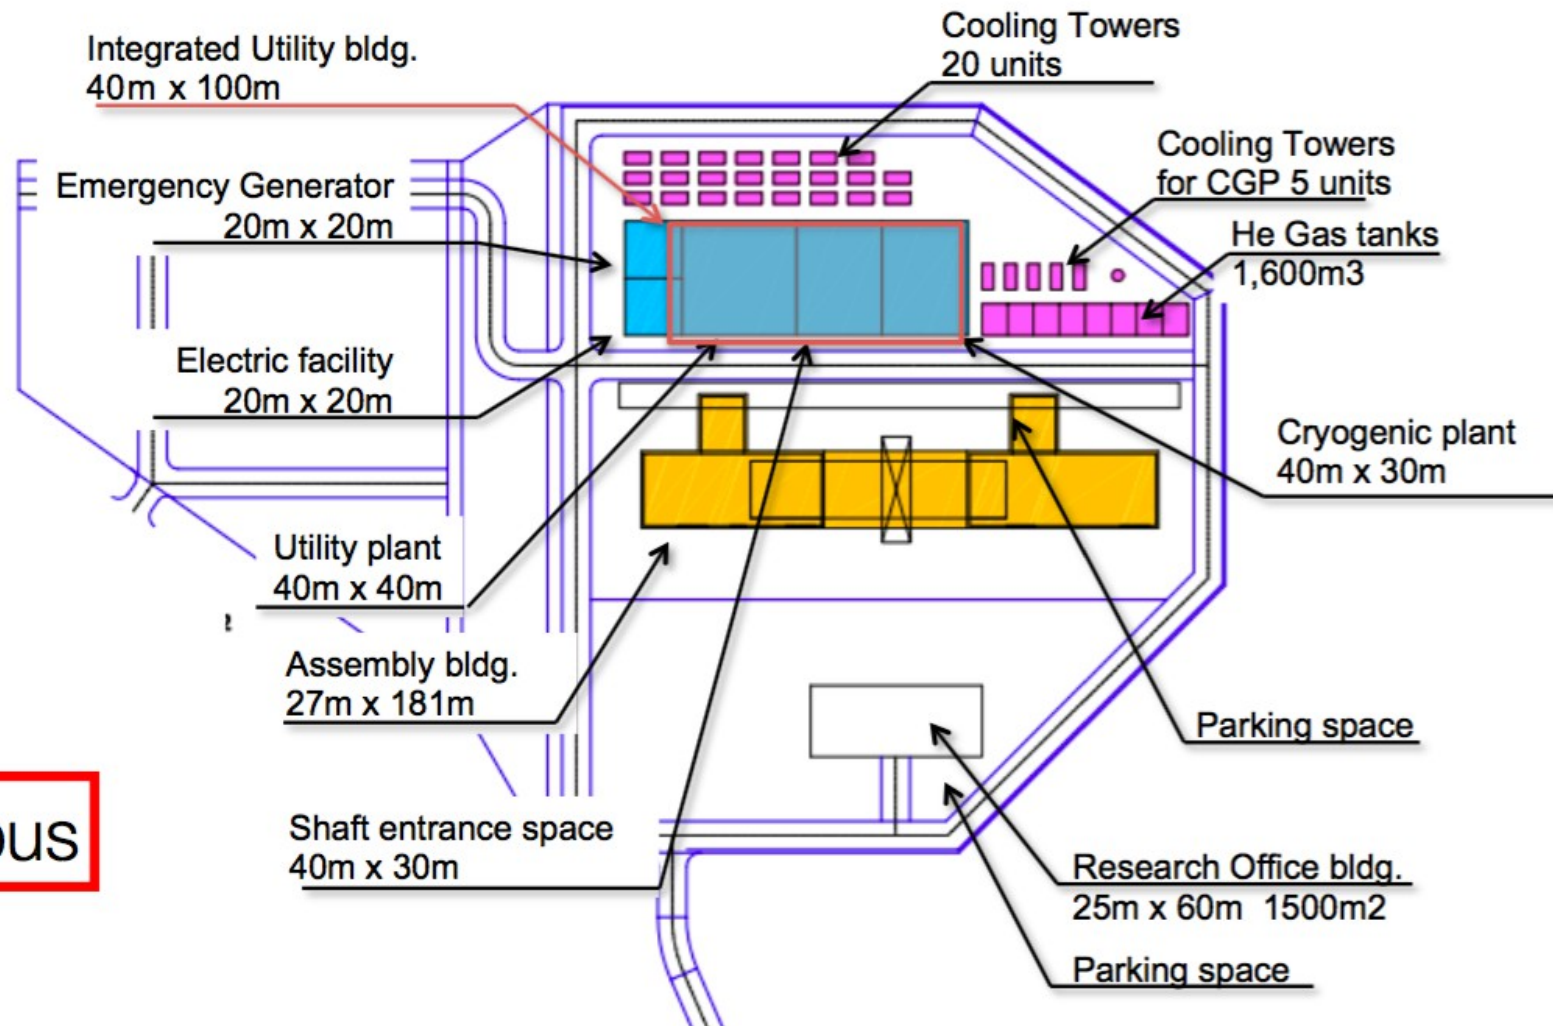 Integrated Utility bldg.
40m x 100m
Cooling Towers
20 units
Cooling Towers
for CGP 5 units
Emergency Generator
20m x 20m
He Gas tanks
1,600m3
Electric facility
20m x 20m
Cryogenic plant
40m x 30m
Utility plant
40m x 40m
Assembly bldg.
27m x 181m
Parking space
Shaft entrance space
40m x 30m
Research Office bldg.
25m x 60m 1500m2
Parking space